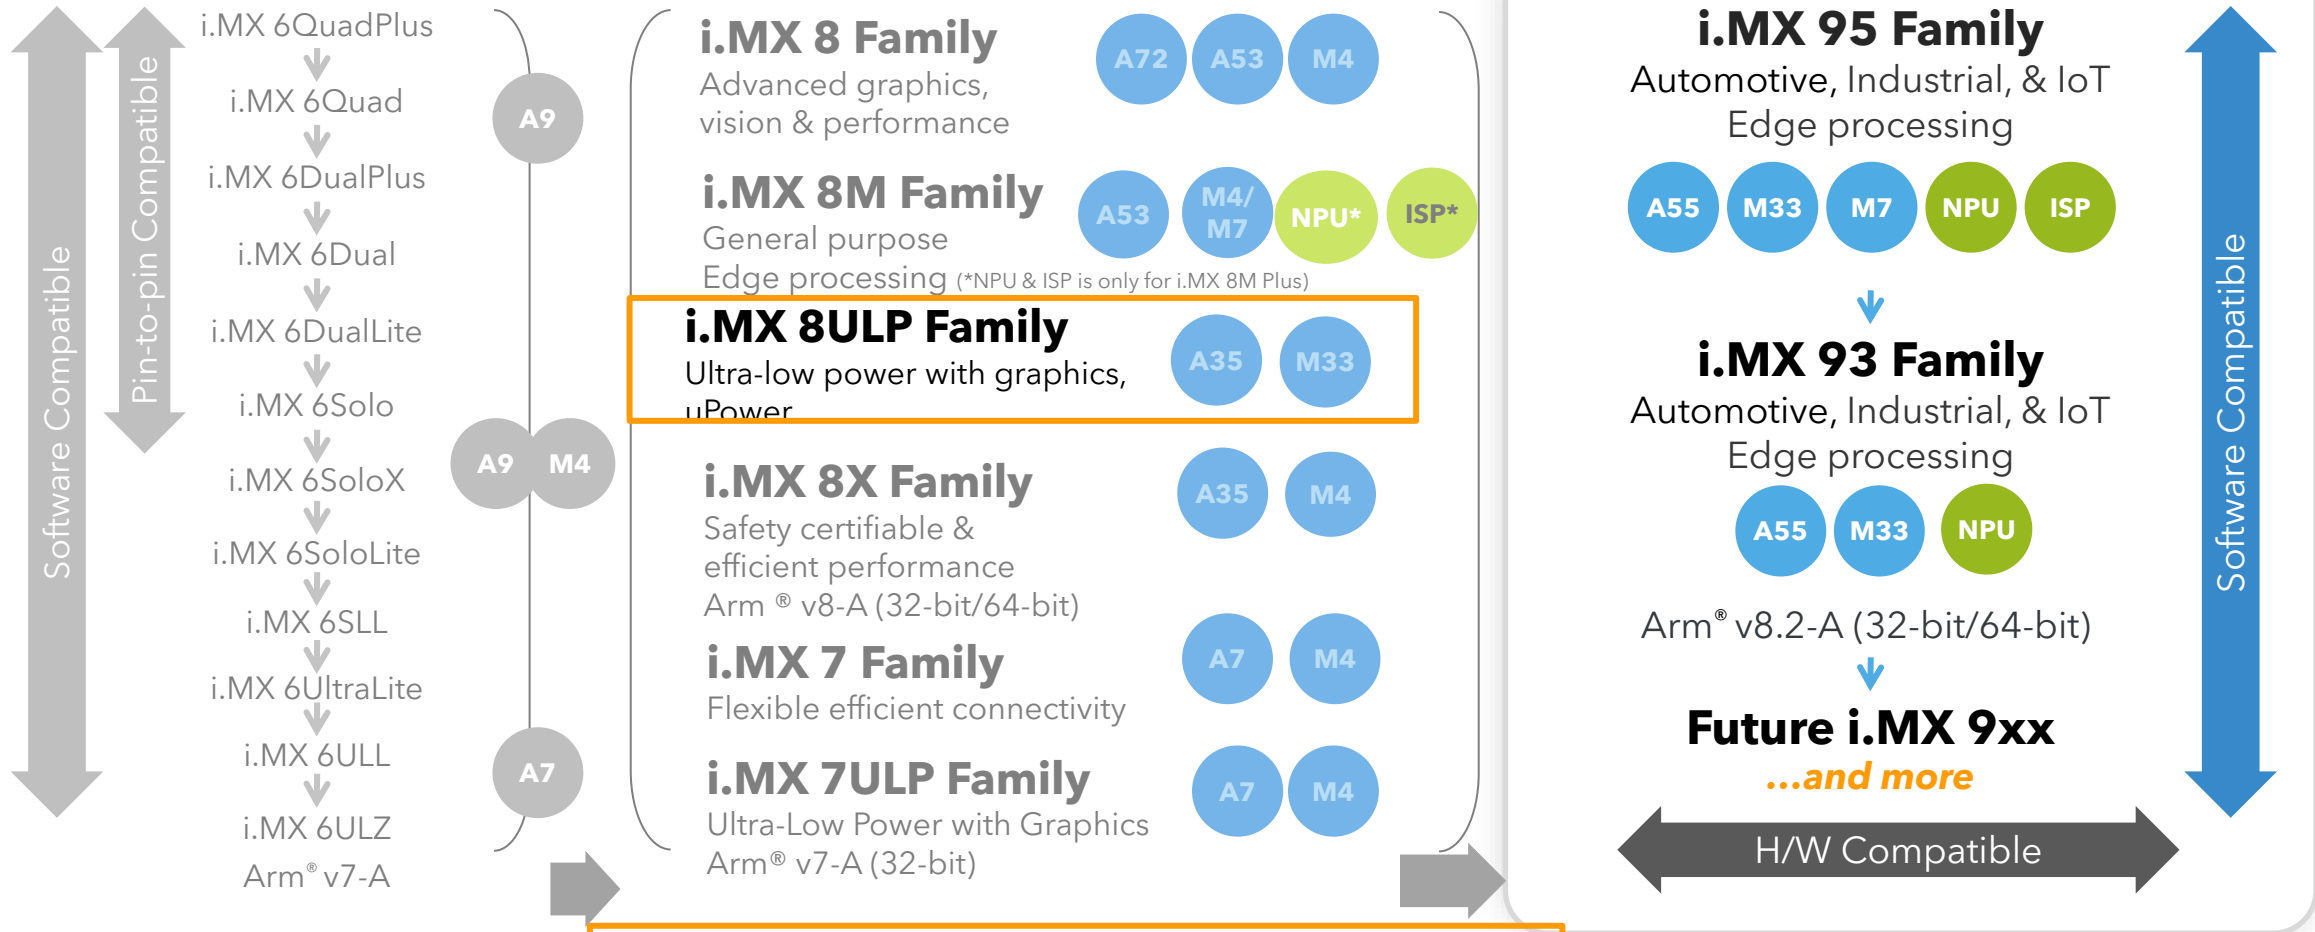 Software Compatible
Pin-to-pin Compatible
i.MX 6QuadPlus
i.MX 6Quad
i.MX 6DualPlus
i.MX 6Dual
i.MX 6DualLite
i.MX 6Solo
i.MX 6SoloX
i.MX 6SoloLite
i.MX 6SLL
i.MX 6UltraLite
i.MX 6ULL
i.MX 6ULZ
Arm® v7-A
A9
A9 M4
A7
i.MX 8 Family
Advanced graphics,
vision & performance
A72 A53 M4
i.MX 8M Family
General purpose
Edge processing (*NPU & ISP is only for i.MX 8M Plus)
A53 M4/ M7 NPU* ISP*
i.MX 8ULP Family
Ultra-low power with graphics,
uPower
A35 M33
i.MX 8X Family
Safety certifiable &
efficient performance
Arm ® v8-A (32-bit/64-bit)
A35 M4
i.MX 7 Family
Flexible efficient connectivity
A7 M4
i.MX 7ULP Family
Ultra-Low Power with Graphics
Arm® v7-A (32-bit)
A7 M4
i.MX 95 Family
Automotive, Industrial, & IoT
Edge processing
A55 M33 M7 NPU ISP
i.MX 93 Family
Automotive, Industrial, & IoT
Edge processing
A55 M33 NPU
Arm® v8.2-A (32-bit/64-bit)
Future i.MX 9xx
...and more
H/W Compatible
Software Compatible